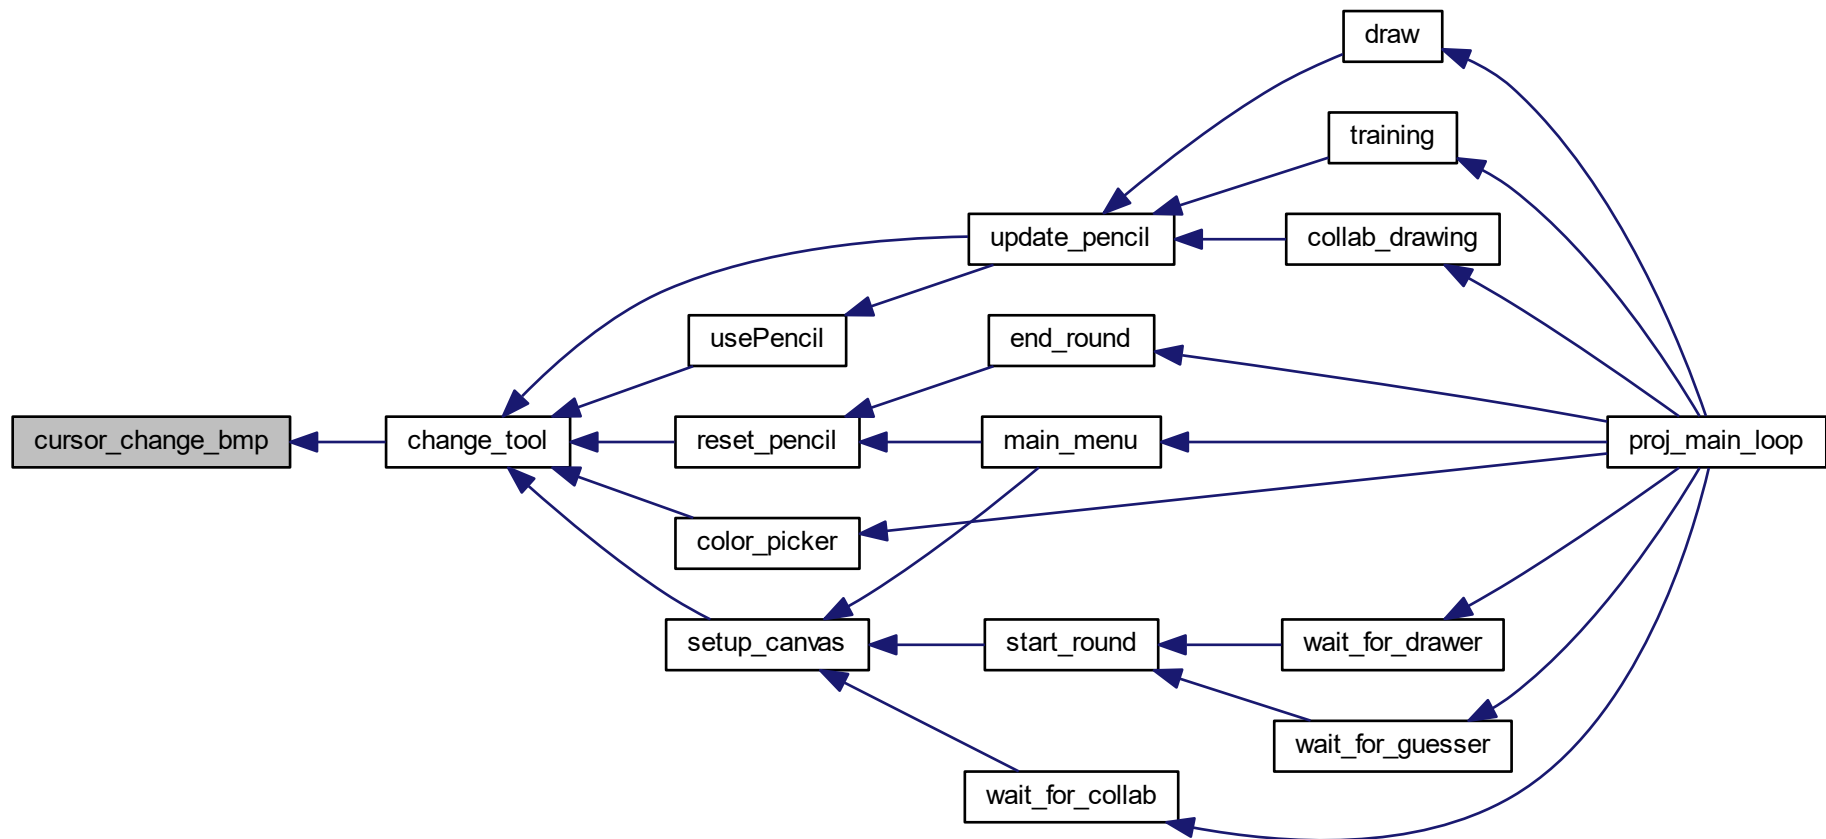 draw
training
update_pencil
collab_drawing
usePencil
end_round
cursor_change_bmp
change_tool
reset_pencil
main_menu
proj_main_loop
color_picker
setup_canvas
start_round
wait_for_drawer
wait_for_guesser
wait_for_collab